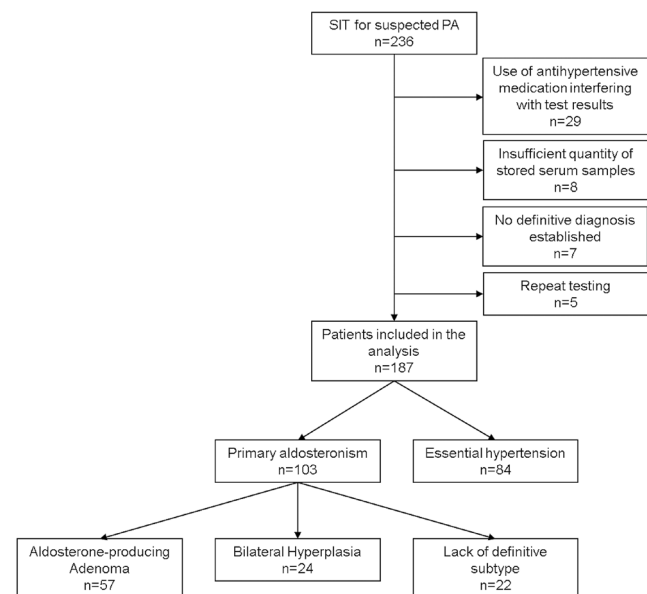 SIT for suspected PA
n=236
Use of antihypertensive
medication interfering
with test results
n=29
Insufficient quantity of
stored serum samples
n=8
No definitive diagnosis
established
n=7
Repeat testing
n=5
Patients included in the
analysis
n=187
Primary aldosteronism
n=103
Essential hypertension
n=84
Aldosterone-producing
Adenoma
n=57
Bilateral Hyperplasia
n=24
Lack of definitive
subtype
n=22